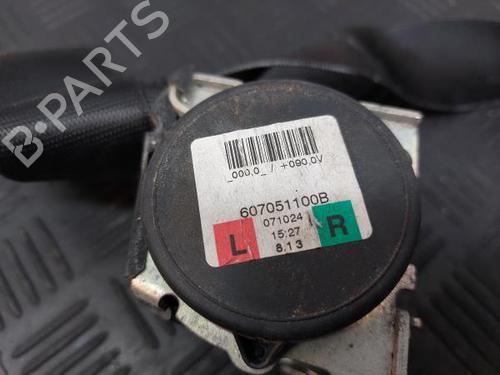 B-PARTS
_000,0_ / +090,0V
607051100B
071024
L
R
15:27
8.13